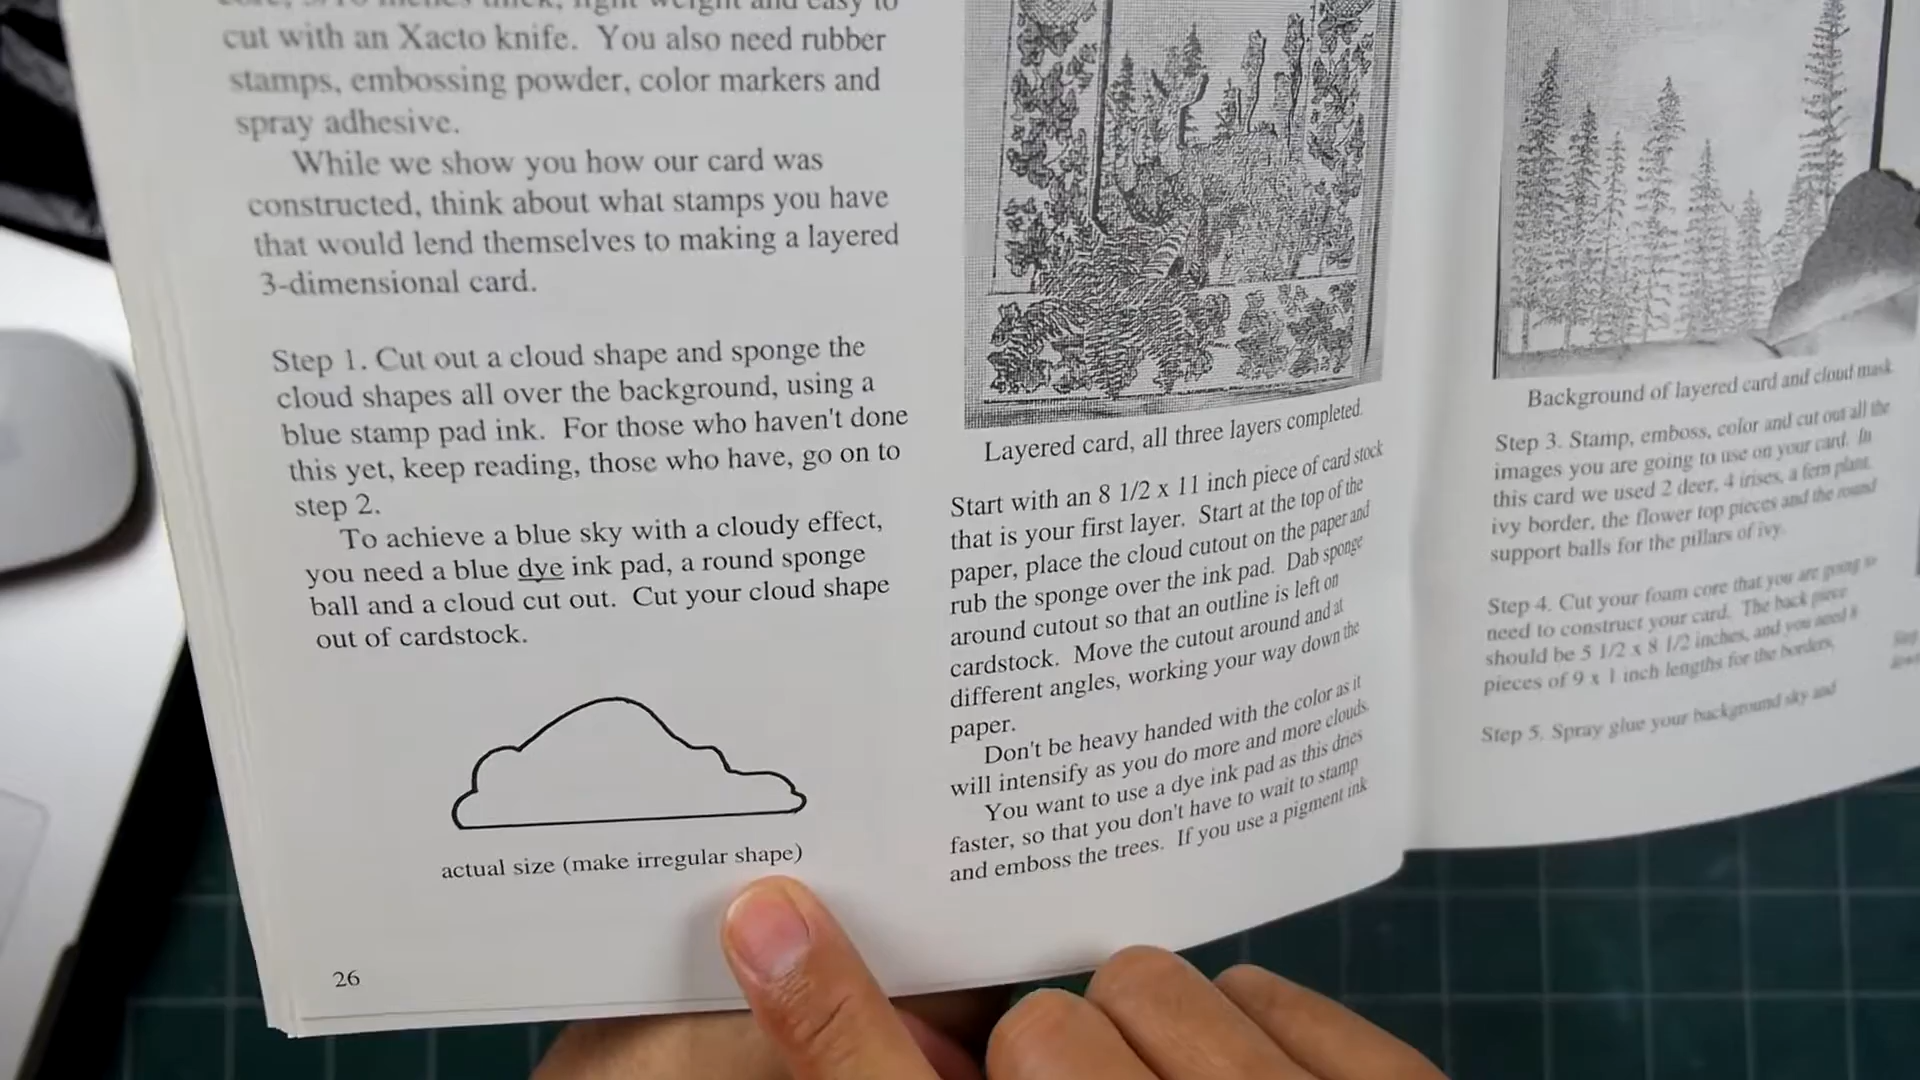 cut with an Xacto knife.  You also need rubber
stamps, embossing powder, color markers and
spray adhesive.
While we show you how our card was
constructed, think about what stamps you have
that would lend themselves to making a layered
3-dimensional card.
Step 1. Cut out a cloud shape and sponge the
cloud shapes all over the background, using a
blue stamp pad ink.  For those who haven't done
this yet, keep reading, those who have, go on to
step 2.
To achieve a blue sky with a cloudy effect,
you need a blue dye ink pad, a round sponge
ball and a cloud cut out.  Cut your cloud shape
out of cardstock.
actual size (make irregular shape)
26
Layered card, all three layers completed.
Start with an 8 1/2 x 11 inch piece of card stock
that is your first layer.  Start at the top of the
paper, place the cloud cutout on the paper and
rub the sponge over the ink pad.  Dab sponge
around cutout so that an outline is left on
cardstock.  Move the cutout around and at
different angles, working your way down the
paper.
Don't be heavy handed with the color as it
will intensify as you do more and more clouds.
You want to use a dye ink pad as this dries
faster, so that you don't have to wait to stamp
and emboss the trees.  If you use a pigment ink
Background of layered card and cloud mask
Step 3. Stamp, emboss, color and cut out all the
images you are going to use on your card.  In
this card we used 2 deer, 4 irises, a fern plant,
ivy border, the flower top pieces and the round
support balls for the pillars of ivy.
Step 4. Cut your foam core that you are going to
need to construct your card.  The back piece
should be 5 1/2 x 8 1/2 inches, and you need 8
pieces of 9 x 1 inch lengths for the borders,
Step 5. Spray glue your background sky and